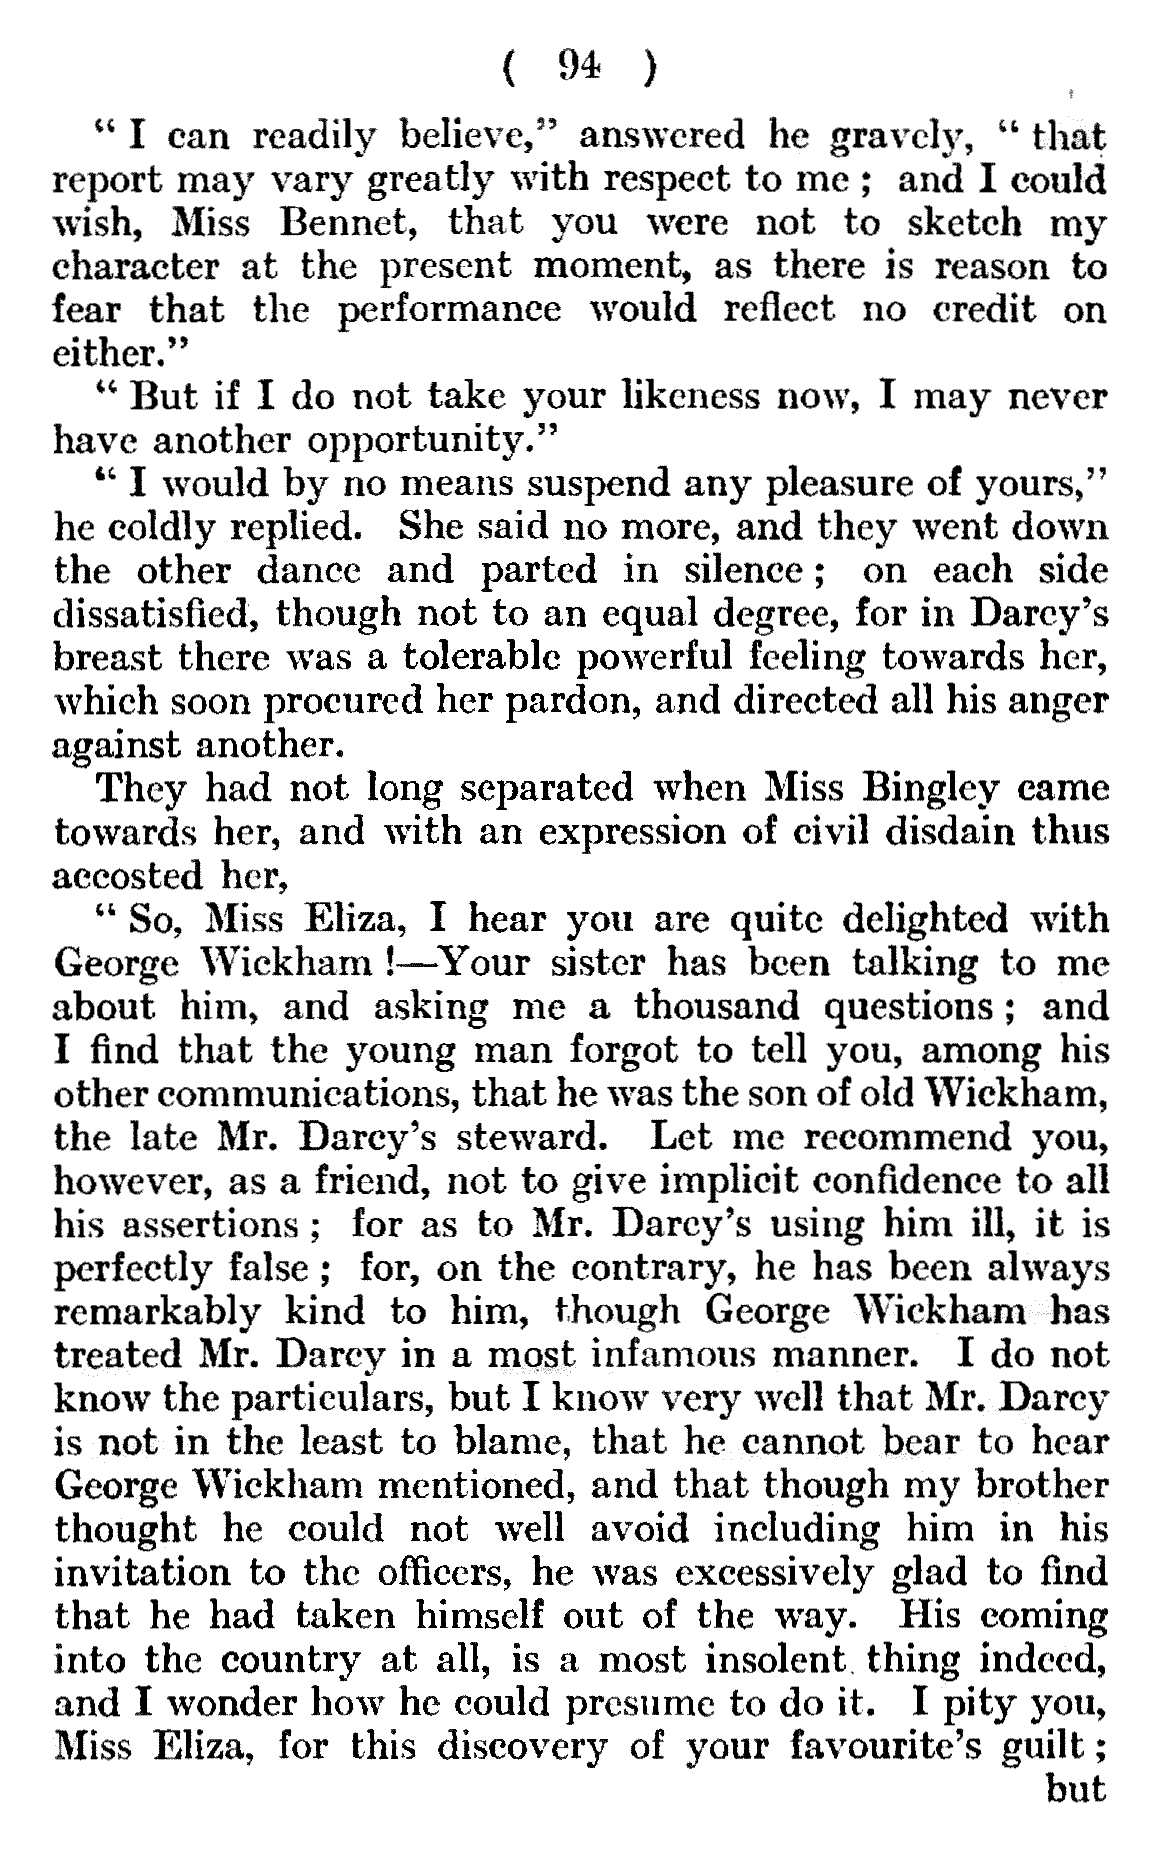 ( 94 )
“ I can readily believe,” answered he gravely, “ that
report may vary greatly with respect to me ; and I could
wish, Miss Bennet, that you were not to sketch my
character at the present moment, as there is reason to
fear that the performance would reflect no credit on
either.”
“ But if I do not take your likeness now, I may never
have another opportunity.”
“ I would by no means suspend any pleasure of yours,”
he coldly replied. She said no more, and they went down
the other dance and parted in silence ; on each side
dissatisfied, though not to an equal degree, for in Darcy’s
breast there was a tolerable powerful feeling towards her,
which soon procured her pardon, and directed all his anger
against another.
They had not long separated when Miss Bingley came
towards her, and with an expression of civil disdain thus
accosted her,
“ So, Miss Eliza, I hear you are quite delighted with
George Wickham !—Your sister has been talking to me
about him, and asking me a thousand questions ; and
I find that the young man forgot to tell you, among his
other communications, that he was the son of old Wickham,
the late Mr. Darcy’s steward. Let me recommend you,
however, as a friend, not to give implicit confidence to all
his assertions ; for as to Mr. Darcy’s using him ill, it is
perfectly false ; for, on the contrary, he has been always
remarkably kind to him, though George Wickham has
treated Mr. Darcy in a most infamous manner. I do not
know the particulars, but I know very well that Mr. Darcy
is not in the least to blame, that he cannot bear to hear
George Wickham mentioned, and that though my brother
thought he could not well avoid including him in his
invitation to the officers, he was excessively glad to find
that he had taken himself out of the way. His coming
into the country at all, is a most insolent thing indeed,
and I wonder how he could presume to do it. I pity you,
Miss Eliza, for this discovery of your favourite’s guilt ;
but